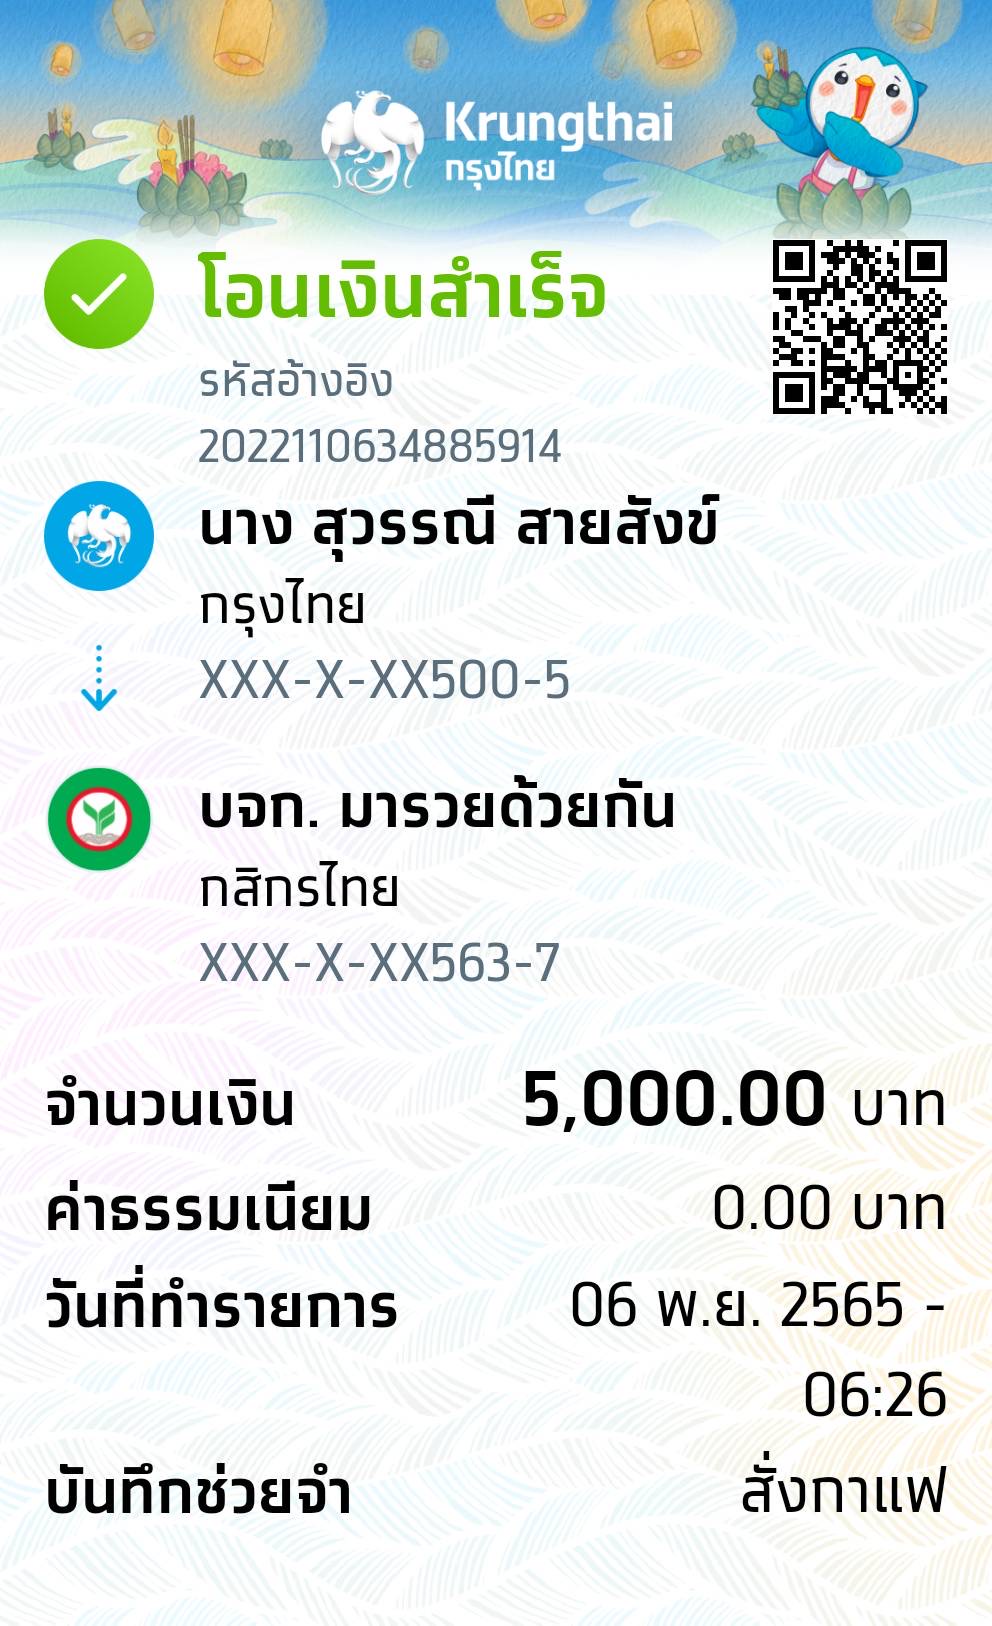 Krungthai
กรุงไทย
โอนเงินสำเร็จ
รหัสอ้างอิง
2022110634885914
นาง สุวรรณี สายสังข์
กรุงไทย
XXX-X-XX500-5
บจก. มารวยด้วยกัน
กสิกรไทย
XXX-X-XX563-7
จำนวนเงิน 5,000.00 บาท
ค่าธรรมเนียม 0.00 บาท
วันที่ทำรายการ 06 พ.ย. 2565 -
06:26
บันทึกช่วยจำ สั่งกาแฟ